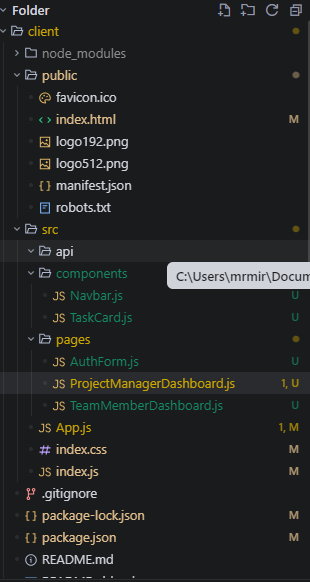 Folder
client
node_modules
public
favicon.ico
index.html M
logo192.png
logo512.png
manifest.json
robots.txt
src
api
components
C:\Users\mrmir\Docum
JS Navbar.js U
JS TaskCard.js U
pages
JS AuthForm.js U
JS ProjectManagerDashboard.js 1, U
JS TeamMemberDashboard.js U
JS App.js 1, M
# index.css M
JS index.js M
.gitignore
{ } package-lock.json M
{ } package.json M
README.md